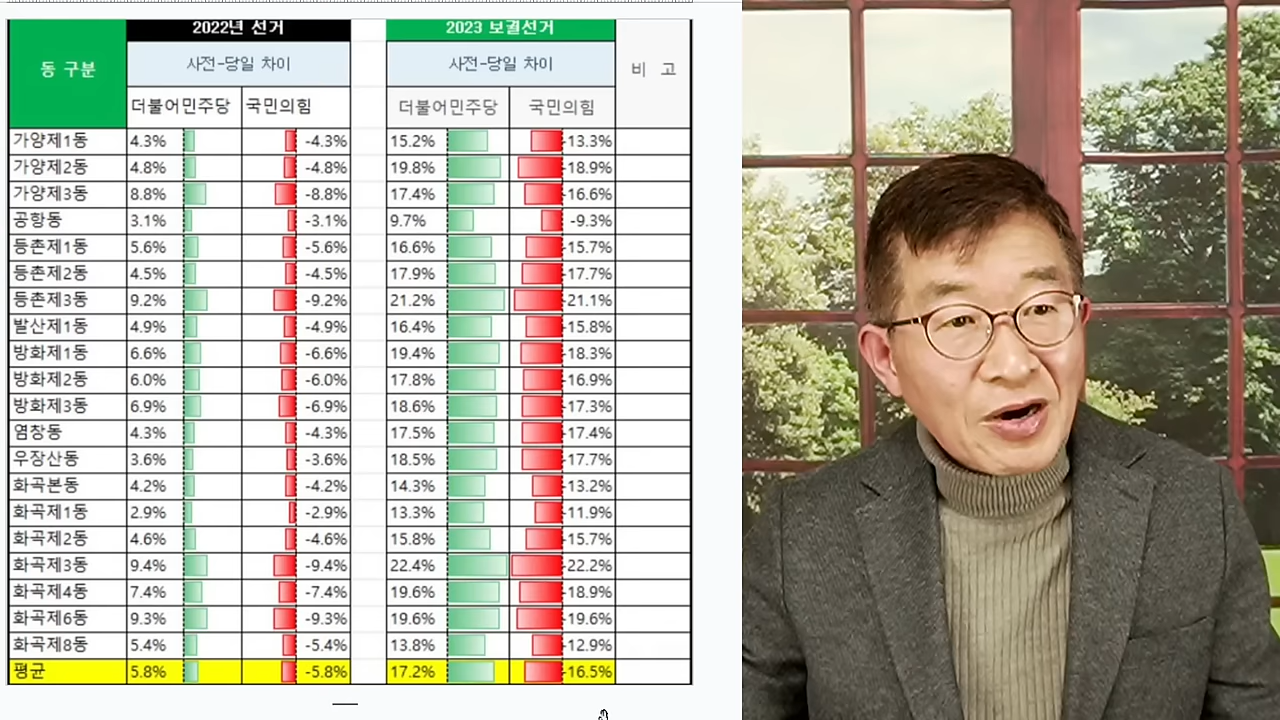 2022년 선거 2023 보궐선거
동 구분 사전-당일 차이 사전-당일 차이 비 고
더불어민주당 국민의힘 더불어민주당 국민의힘
가양제1동 4.3% -4.3% 15.2% -13.3%
가양제2동 4.8% -4.8% 19.8% -18.9%
가양제3동 8.8% -8.8% 17.4% -16.6%
공항동 3.1% -3.1% 9.7% -9.3%
등촌제1동 5.6% -5.6% 16.6% -15.7%
등촌제2동 4.5% -4.5% 17.9% -17.7%
등촌제3동 9.2% -9.2% 21.2% -21.1%
발산제1동 4.9% -4.9% 16.4% -15.8%
방화제1동 6.6% -6.6% 19.4% -18.3%
방화제2동 6.0% -6.0% 17.8% -16.9%
방화제3동 6.9% -6.9% 18.6% -17.3%
염창동 4.3% -4.3% 17.5% -17.4%
우장산동 3.6% -3.6% 18.5% -17.7%
화곡본동 4.2% -4.2% 14.3% -13.2%
화곡제1동 2.9% -2.9% 13.3% -11.9%
화곡제2동 4.6% -4.6% 15.8% -15.7%
화곡제3동 9.4% -9.4% 22.4% -22.2%
화곡제4동 7.4% -7.4% 19.6% -18.9%
화곡제6동 9.3% -9.3% 19.6% -19.6%
화곡제8동 5.4% -5.4% 13.8% -12.9%
평균 5.8% -5.8% 17.2% -16.5%